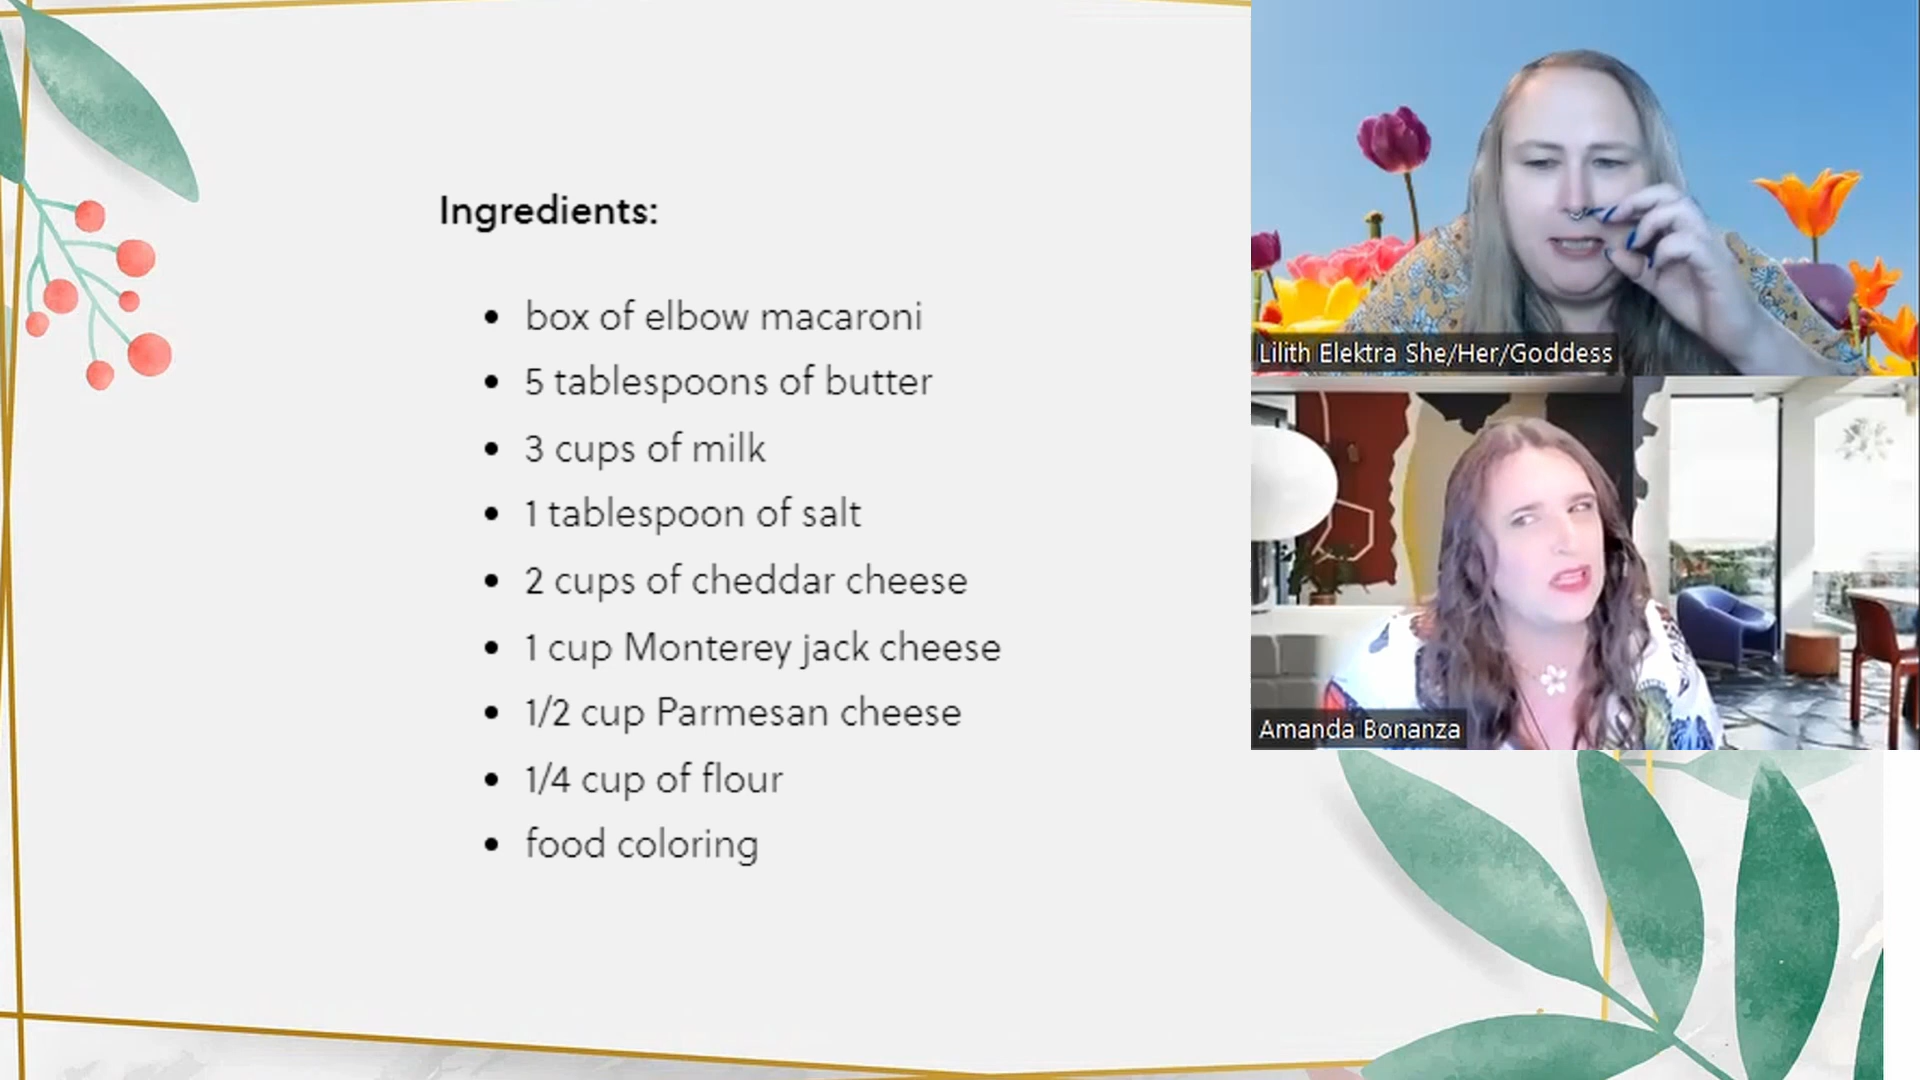 Ingredients:
box of elbow macaroni
5 tablespoons of butter
3 cups of milk
1 tablespoon of salt
2 cups of cheddar cheese
1 cup Monterey jack cheese
1/2 cup Parmesan cheese
1/4 cup of flour
food coloring
Lilith Elektra She/Her/Goddess
Amanda Bonanza